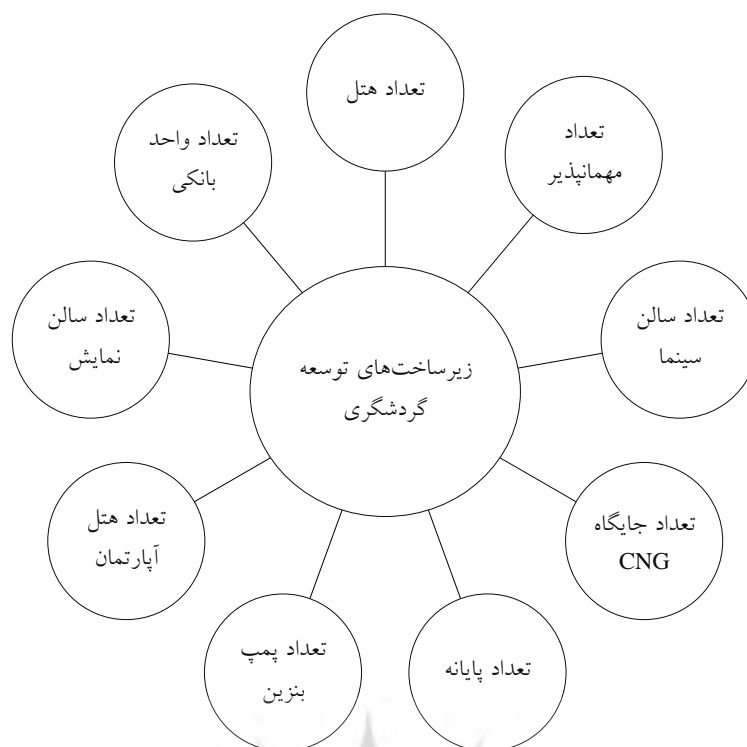 تعداد هتل
تعداد
مهمانپذیر
تعداد سالن
سینما
تعداد جایگاه
CNG
تعداد پایانه
تعداد پمپ
بنزین
تعداد هتل
آپارتمان
تعداد سالن
نمایش
تعداد واحد
بانکی
زیرساخت‌های توسعه
گردشگری